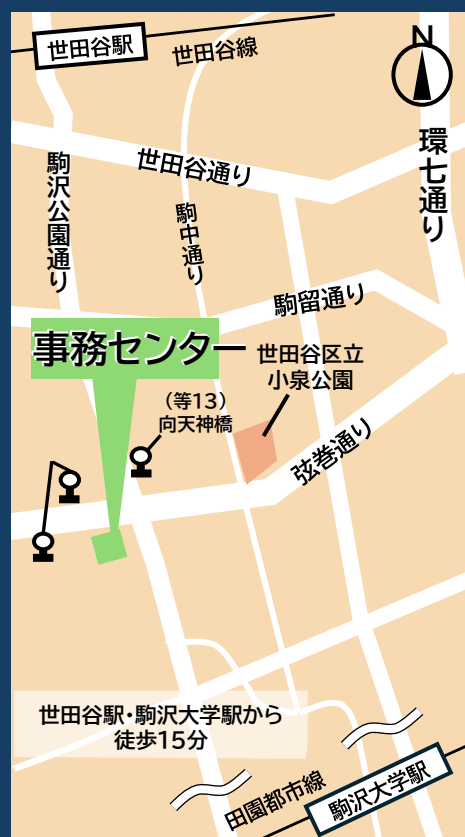 世田谷駅
世田谷線
N
環七通り
世田谷通り
駒沢公園通り
駒中通り
駒留通り
事務センター
世田谷区立
小泉公園
（等13）
向天神橋
弦巻通り
世田谷駅・駒沢大学駅から
徒歩15分
田園都市線
駒沢大学駅